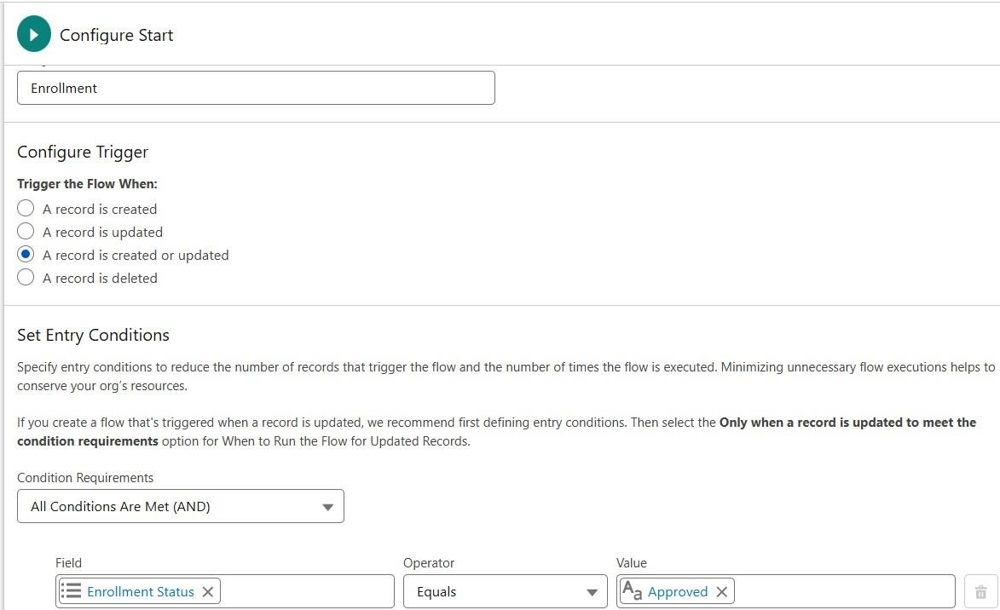 Configure Start
Enrollment
Configure Trigger
Trigger the Flow When:
A record is created
A record is updated
A record is created or updated
A record is deleted
Set Entry Conditions
Specify entry conditions to reduce the number of records that trigger the flow and the number of times the flow is executed. Minimizing unnecessary flow executions helps to
conserve your org's resources.
If you create a flow that's triggered when a record is updated, we recommend first defining entry conditions. Then select the Only when a record is updated to meet the
condition requirements option for When to Run the Flow for Updated Records.
Condition Requirements
All Conditions Are Met (AND)
Field Operator Value
Enrollment Status Equals Aa Approved